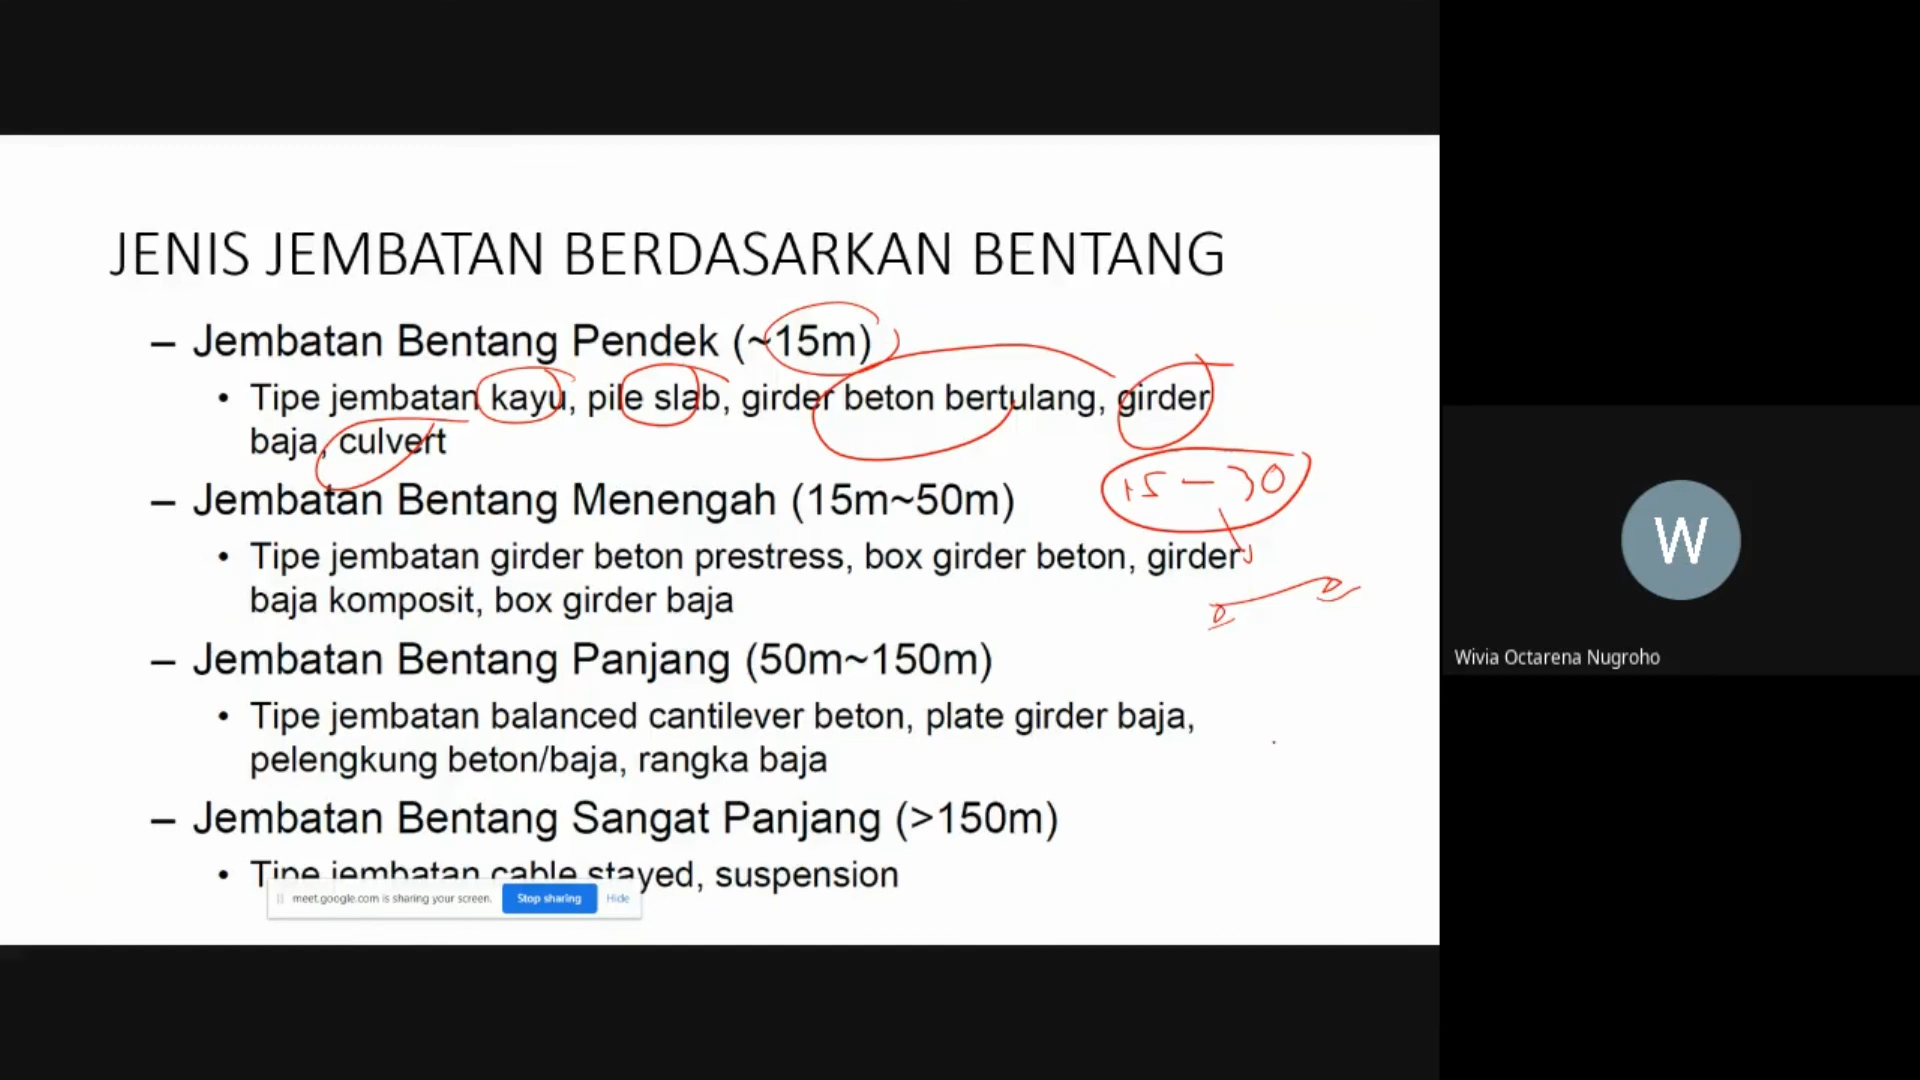 JENIS JEMBATAN BERDASARKAN BENTANG
– Jembatan Bentang Pendek (~15m)
• Tipe jembatan kayu, pile slab, girder beton bertulang, girder
baja, culvert
15 – 30
– Jembatan Bentang Menengah (15m~50m)
• Tipe jembatan girder beton prestress, box girder beton, girder
baja komposit, box girder baja
– Jembatan Bentang Panjang (50m~150m)
• Tipe jembatan balanced cantilever beton, plate girder baja,
pelengkung beton/baja, rangka baja
– Jembatan Bentang Sangat Panjang (>150m)
• Tipe jembatan cable stayed, suspension
meet.google.com is sharing your screen. Stop sharing Hide
W
Wivia Octarena Nugroho